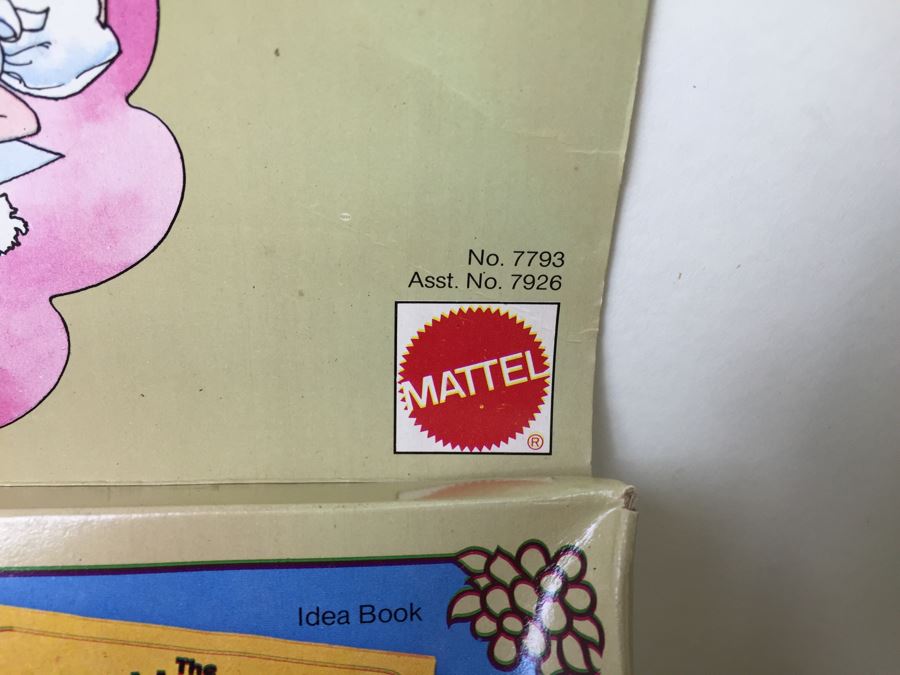 No. 7793
Asst. No. 7926
MATTEL
®
Idea Book
The